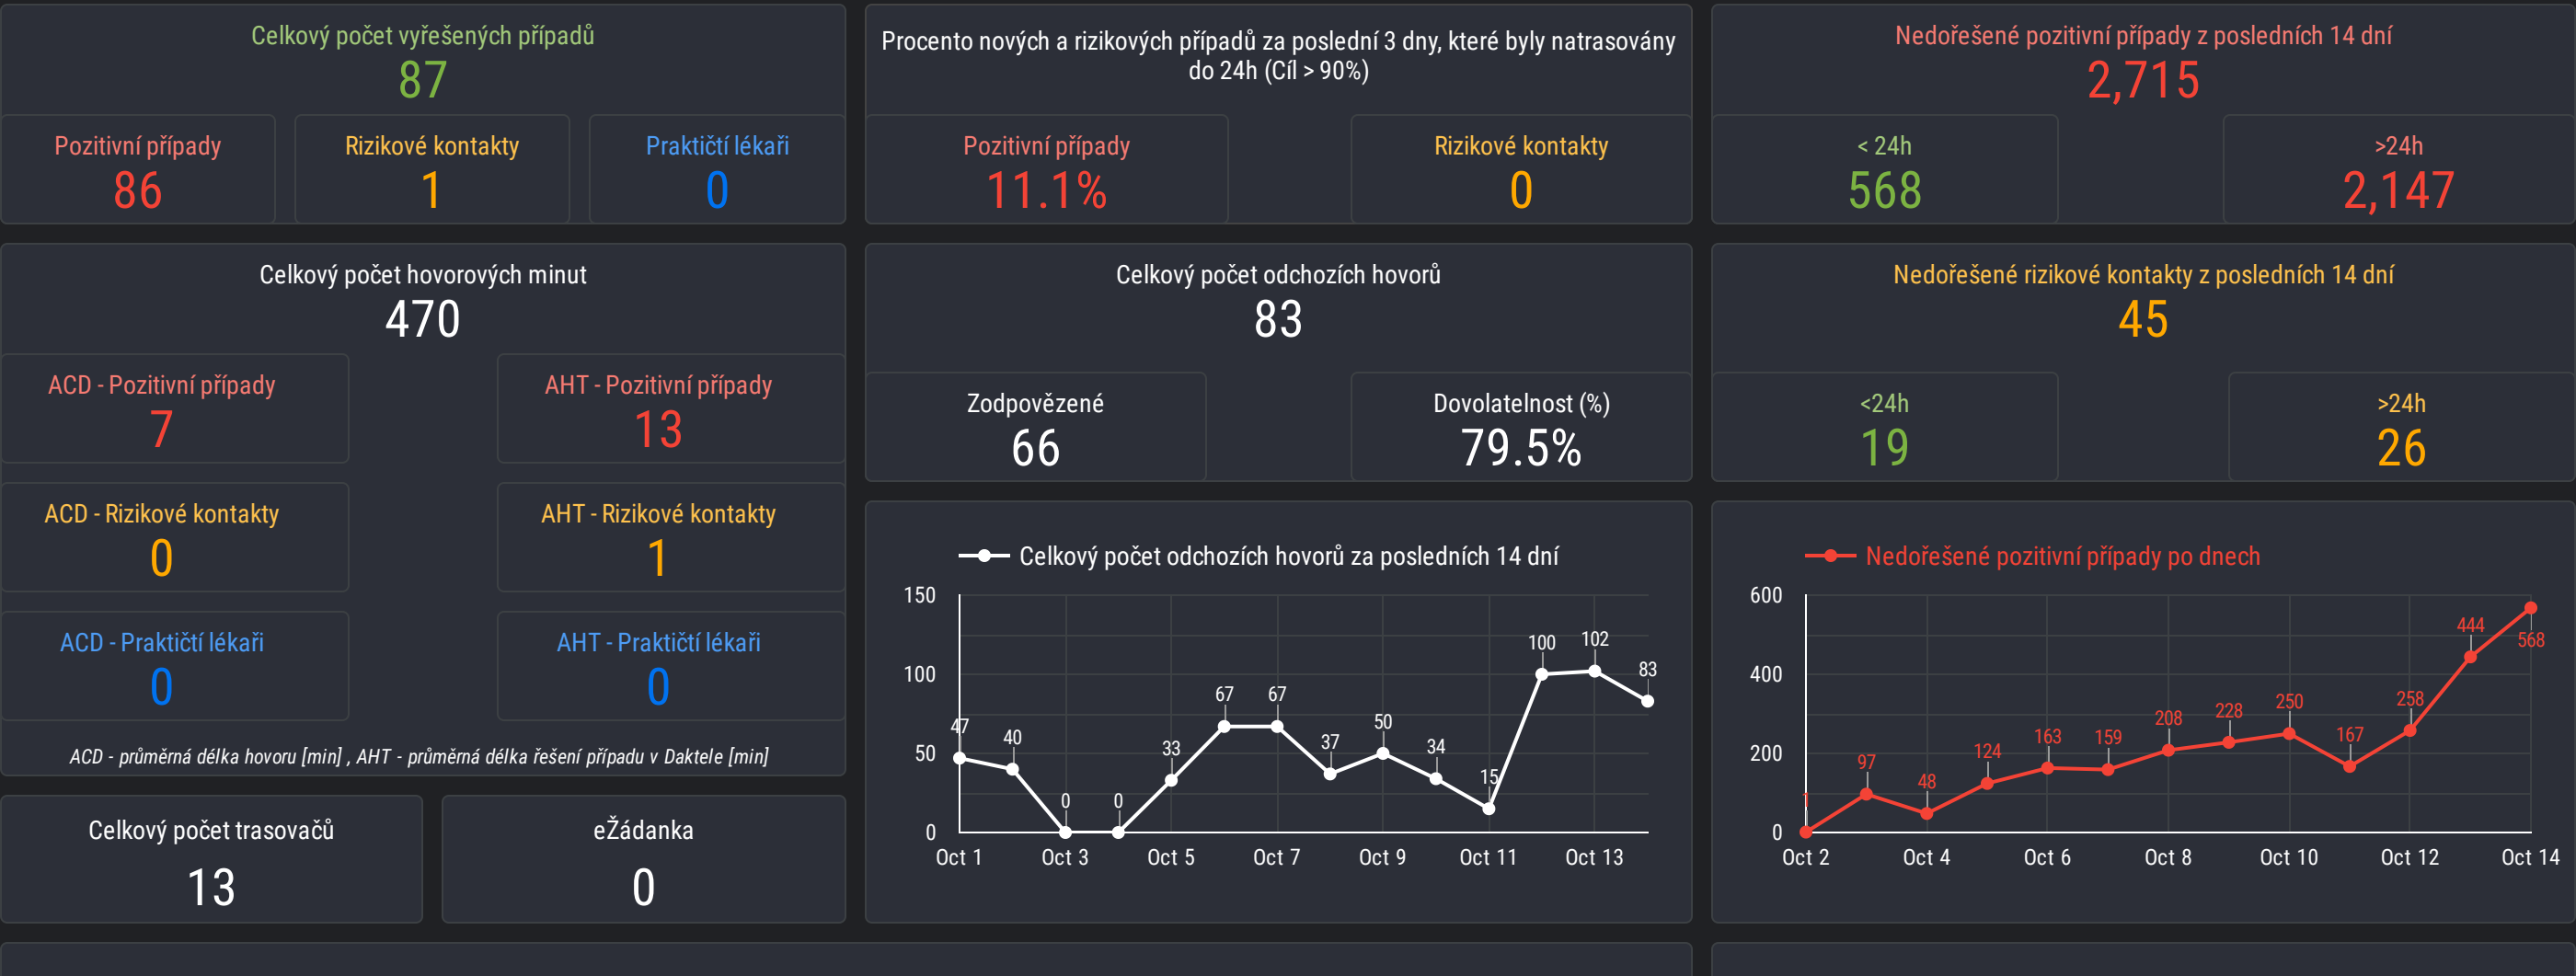 Celkový počet vyřešených případů
87
Pozitivní případy
86
Rizikové kontakty
1
Praktičtí lékaři
0
Procento nových a rizikových případů za poslední 3 dny, které byly natrasovány
do 24h (Cíl > 90%)
Pozitivní případy
11.1%
Rizikové kontakty
0
Nedořešené pozitivní případy z posledních 14 dní
2,715
< 24h
568
>24h
2,147
Celkový počet hovorových minut
470
ACD - Pozitivní případy
7
AHT - Pozitivní případy
13
ACD - Rizikové kontakty
0
AHT - Rizikové kontakty
1
ACD - Praktičtí lékaři
0
AHT - Praktičtí lékaři
0
ACD - průměrná délka hovoru [min] , AHT - průměrná délka řešení případu v Daktele [min]
Celkový počet odchozích hovorů
83
Zodpovězené
66
Dovolatelnost (%)
79.5%
Nedořešené rizikové kontakty z posledních 14 dní
45
<24h
19
>24h
26
Celkový počet trasovačů
13
eŽádanka
0
Celkový počet odchozích hovorů za posledních 14 dní
150
100
50
0
47
40
0
0
33
67
67
37
50
34
15
100
102
83
Oct 1
Oct 3
Oct 5
Oct 7
Oct 9
Oct 11
Oct 13
Nedořešené pozitivní případy po dnech
600
400
200
0
1
97
48
124
163
159
208
228
250
167
258
444
568
Oct 2
Oct 4
Oct 6
Oct 8
Oct 10
Oct 12
Oct 14